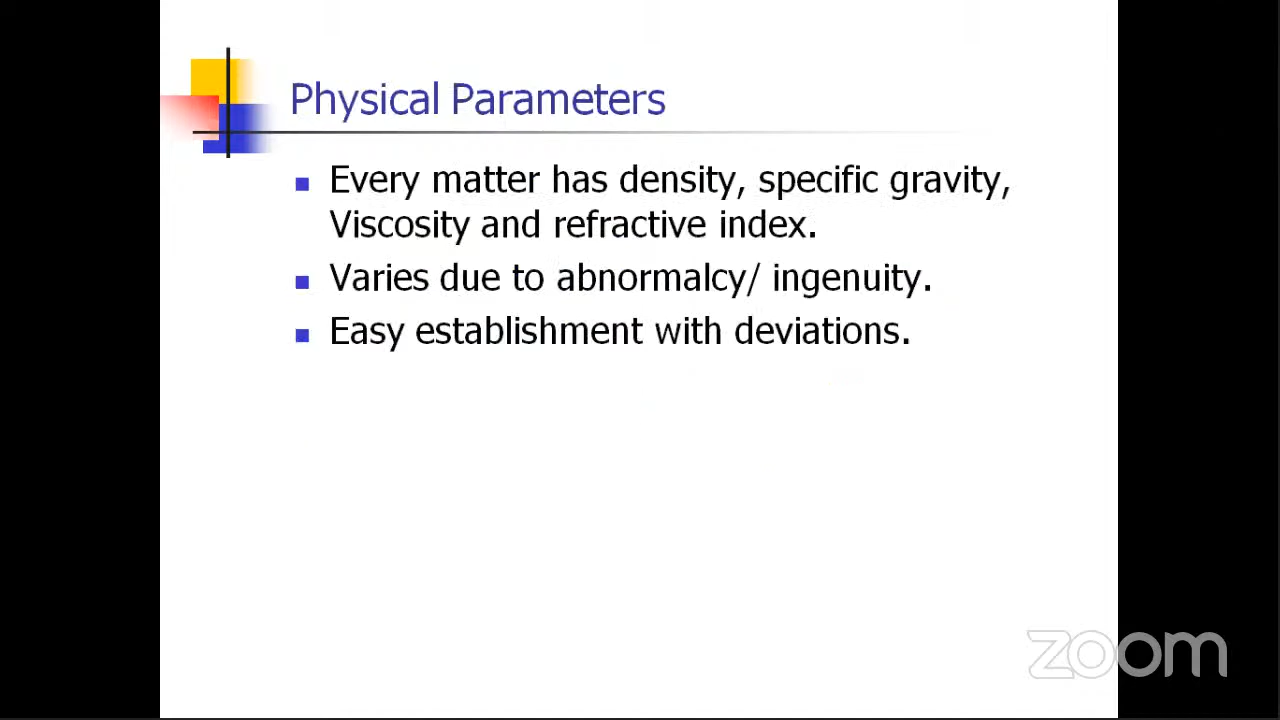 Physical Parameters
Every matter has density, specific gravity,
Viscosity and refractive index.
Varies due to abnormalcy/ ingenuity.
Easy establishment with deviations.
zoom